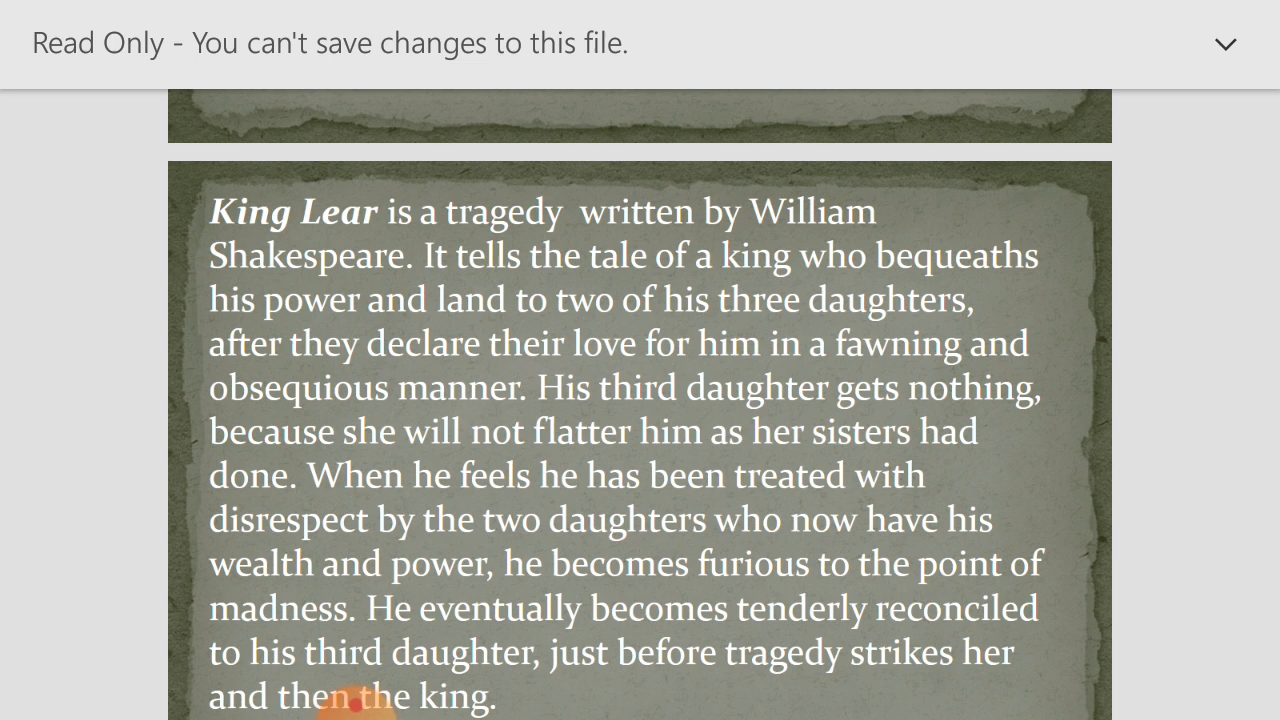 Read Only - You can't save changes to this file.
King Lear is a tragedy  written by William
Shakespeare. It tells the tale of a king who bequeaths
his power and land to two of his three daughters,
after they declare their love for him in a fawning and
obsequious manner. His third daughter gets nothing,
because she will not flatter him as her sisters had
done. When he feels he has been treated with
disrespect by the two daughters who now have his
wealth and power, he becomes furious to the point of
madness. He eventually becomes tenderly reconciled
to his third daughter, just before tragedy strikes her
and then the king.